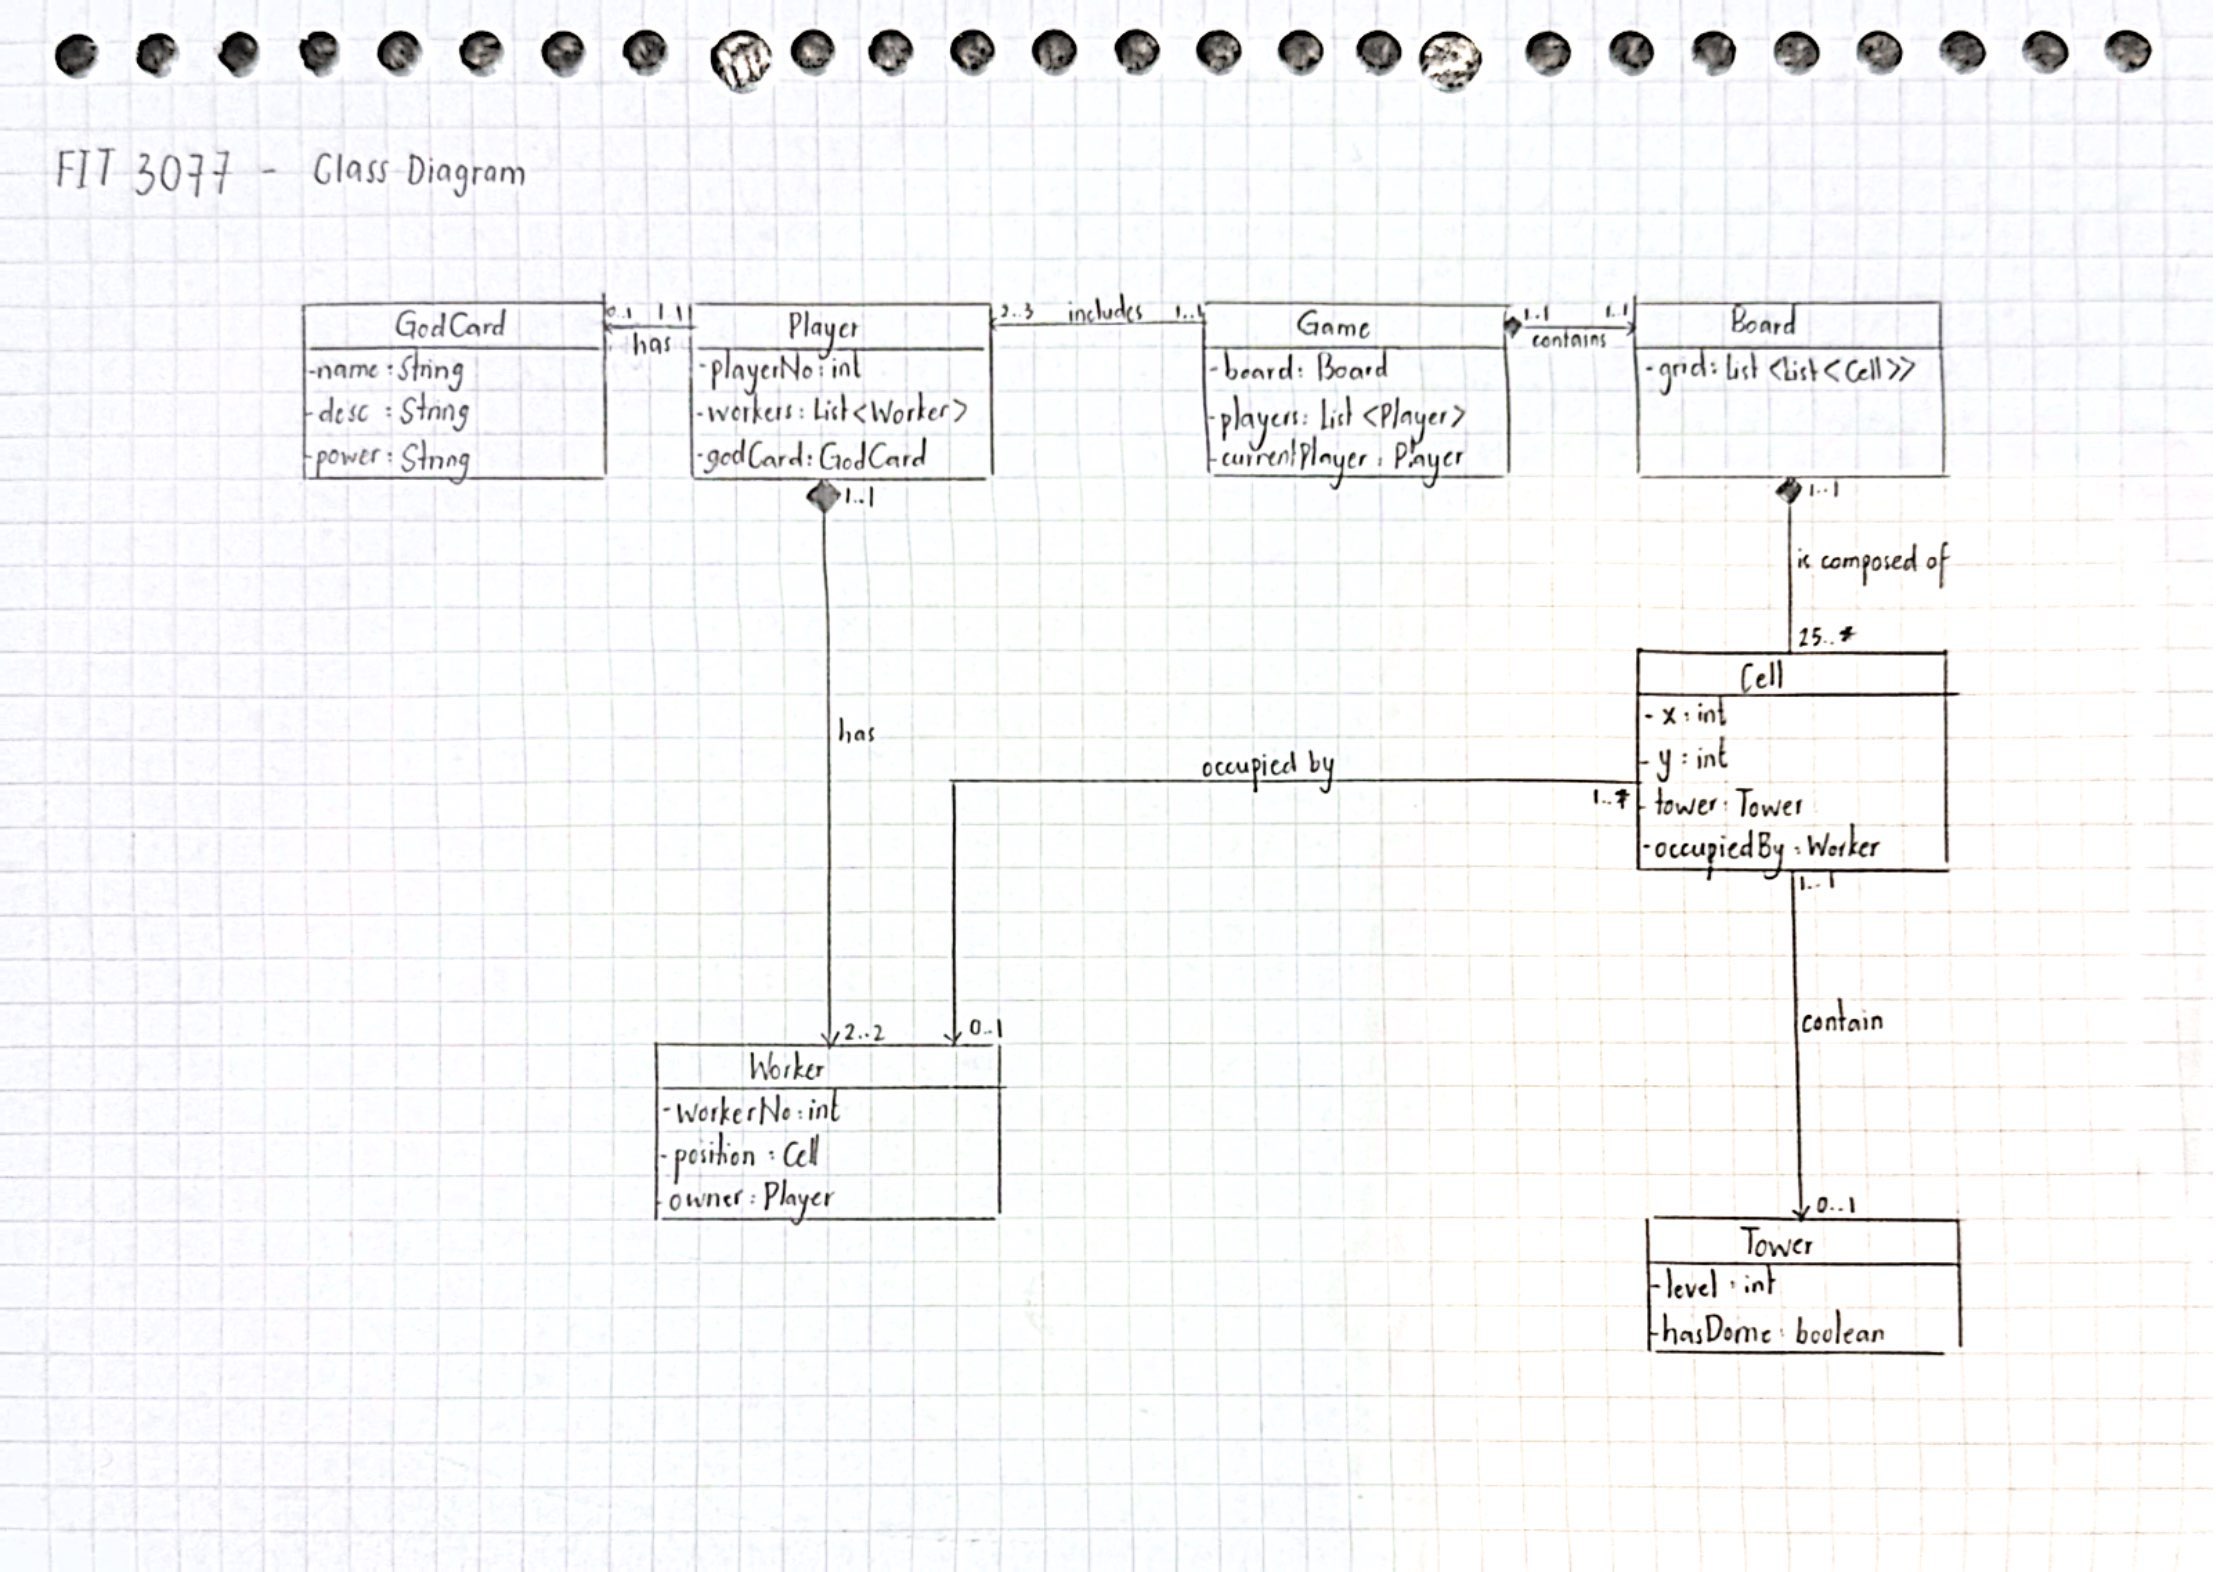 FIT 3077 - Class Diagram
GodCard
-name : String
-desc : String
-power : String
0..1
1..1
has
Player
-playerNo : int
-workers : List<Worker>
-godCard : GodCard
2..3
includes
1..1
Game
-board : Board
-players : List <Player>
-currentPlayer : Player
1..1
1..1
contains
Board
-grid : List <List <Cell>>
1..1
1..1
is composed of
25..*
Cell
- x : int
- y : int
- tower : Tower
-occupiedBy : Worker
has
occupied by
1..*
1..1
contain
2..2
0..1
Worker
-workerNo : int
-position : Cell
-owner : Player
0..1
Tower
-level : int
-hasDome : boolean